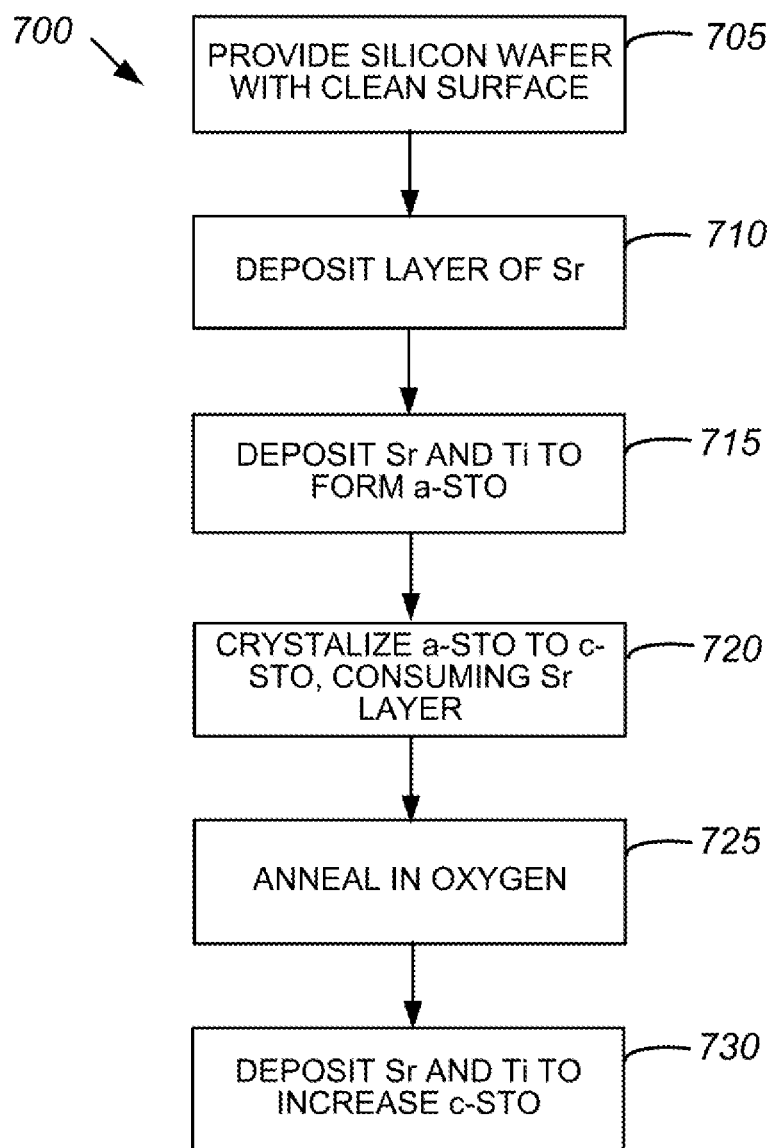 700
PROVIDE SILICON WAFER
WITH CLEAN SURFACE
705
DEPOSIT LAYER OF Sr
710
DEPOSIT Sr AND Ti TO
FORM a-STO
715
CRYSTALIZE a-STO TO c-
STO, CONSUMING Sr
LAYER
720
ANNEAL IN OXYGEN
725
DEPOSIT Sr AND Ti TO
INCREASE c-STO
730